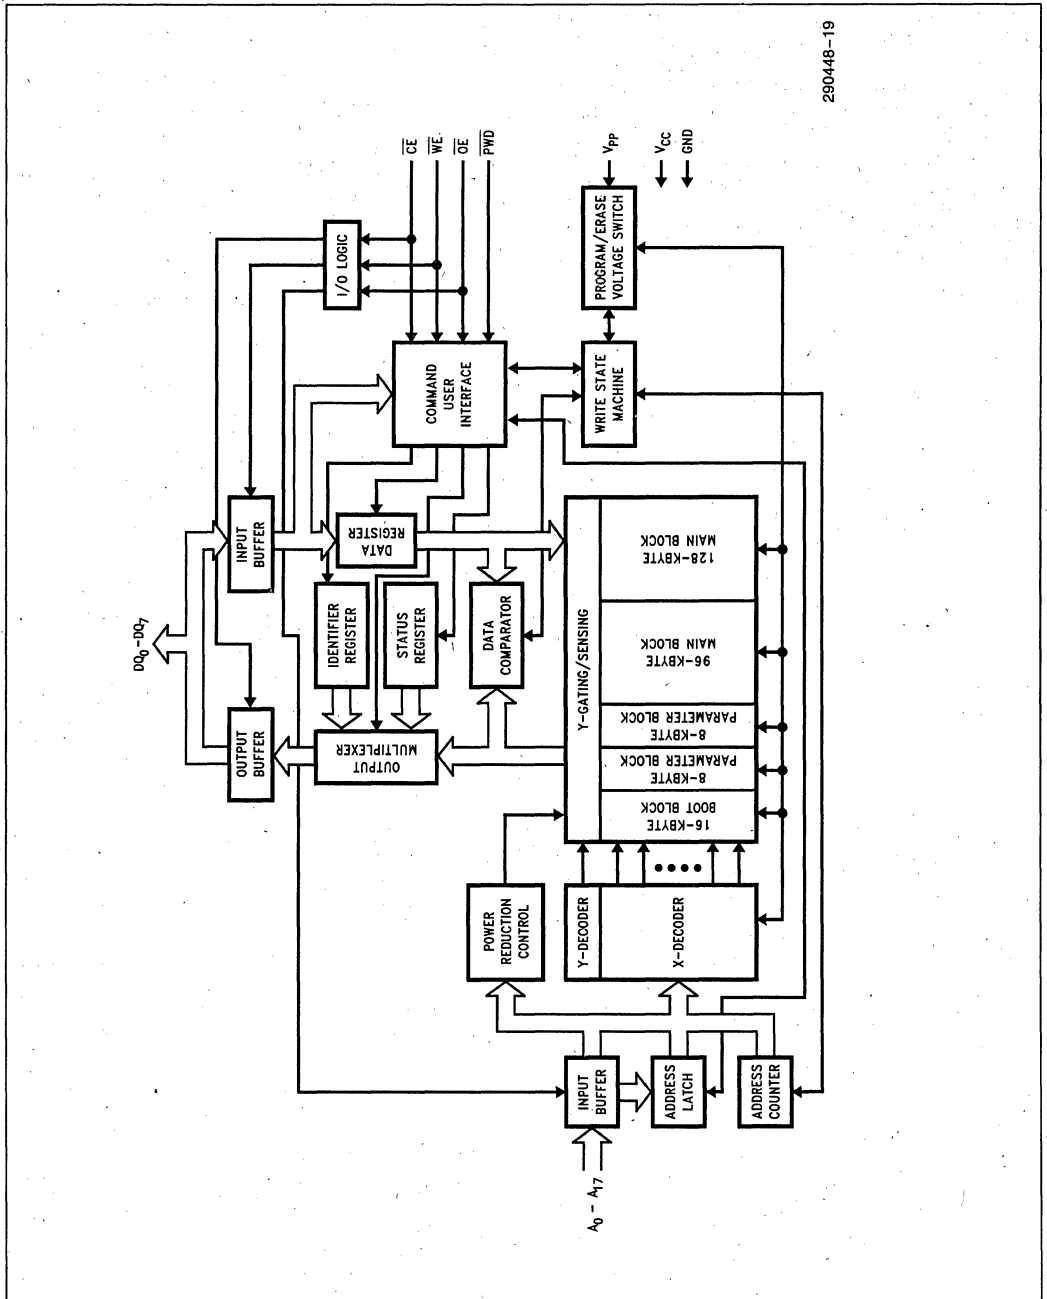 290448-19
DQ0-DQ7
CE
WE
OE
PWD
VPP
VCC
GND
I/O LOGIC
PROGRAM/ERASE
VOLTAGE SWITCH
OUTPUT
BUFFER
INPUT
BUFFER
IDENTIFIER
REGISTER
DATA
REGISTER
COMMAND
USER
INTERFACE
WRITE STATE
MACHINE
OUTPUT
MULTIPLEXER
STATUS
REGISTER
DATA
COMPARATOR
POWER
REDUCTION
CONTROL
Y-GATING/SENSING
Y-DECODER
X-DECODER
16-KBYTE
BOOT BLOCK
8-KBYTE
PARAMETER BLOCK
8-KBYTE
PARAMETER BLOCK
96-KBYTE
MAIN BLOCK
128-KBYTE
MAIN BLOCK
A0 - A17
INPUT
BUFFER
ADDRESS
LATCH
ADDRESS
COUNTER